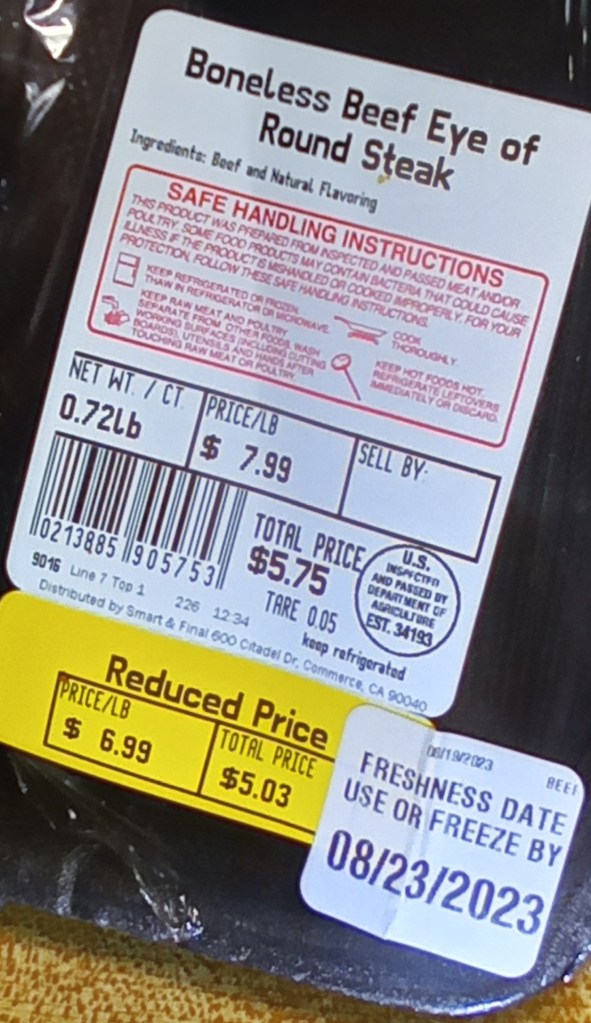 Boneless Beef Eye of
Round Steak
Ingredients: Beef and Natural Flavoring
SAFE HANDLING INSTRUCTIONS
THIS PRODUCT WAS PREPARED FROM INSPECTED AND PASSED MEAT AND/OR
POULTRY. SOME FOOD PRODUCTS MAY CONTAIN BACTERIA THAT COULD CAUSE
ILLNESS IF THE PRODUCT IS MISHANDLED OR COOKED IMPROPERLY. FOR YOUR
PROTECTION, FOLLOW THESE SAFE HANDLING INSTRUCTIONS.
KEEP REFRIGERATED OR FROZEN.
THAW IN REFRIGERATOR OR MICROWAVE.
KEEP RAW MEAT AND POULTRY
SEPARATE FROM OTHER FOODS. WASH
WORKING SURFACES (INCLUDING CUTTING
BOARDS), UTENSILS AND HANDS AFTER
TOUCHING RAW MEAT OR POULTRY.
COOK
THOROUGHLY.
KEEP HOT FOODS HOT.
REFRIGERATE LEFTOVERS
IMMEDIATELY OR DISCARD.
NET WT. / CT.
0.72lb
PRICE/LB
$ 7.99
SELL BY:
0213885 905753
TOTAL PRICE
$5.75
TARE 0.05
keep refrigerated
U.S.
INSPECTED
AND PASSED BY
DEPARTMENT OF
AGRICULTURE
EST. 34193
9016 Line 7 Top 1 226 12:34
Distributed by Smart & Final 600 Citadel Dr, Commerce, CA 90040
Reduced Price
PRICE/LB
$ 6.99
TOTAL PRICE
$5.03
08/19/2023 BEEF
FRESHNESS DATE
USE OR FREEZE BY
08/23/2023